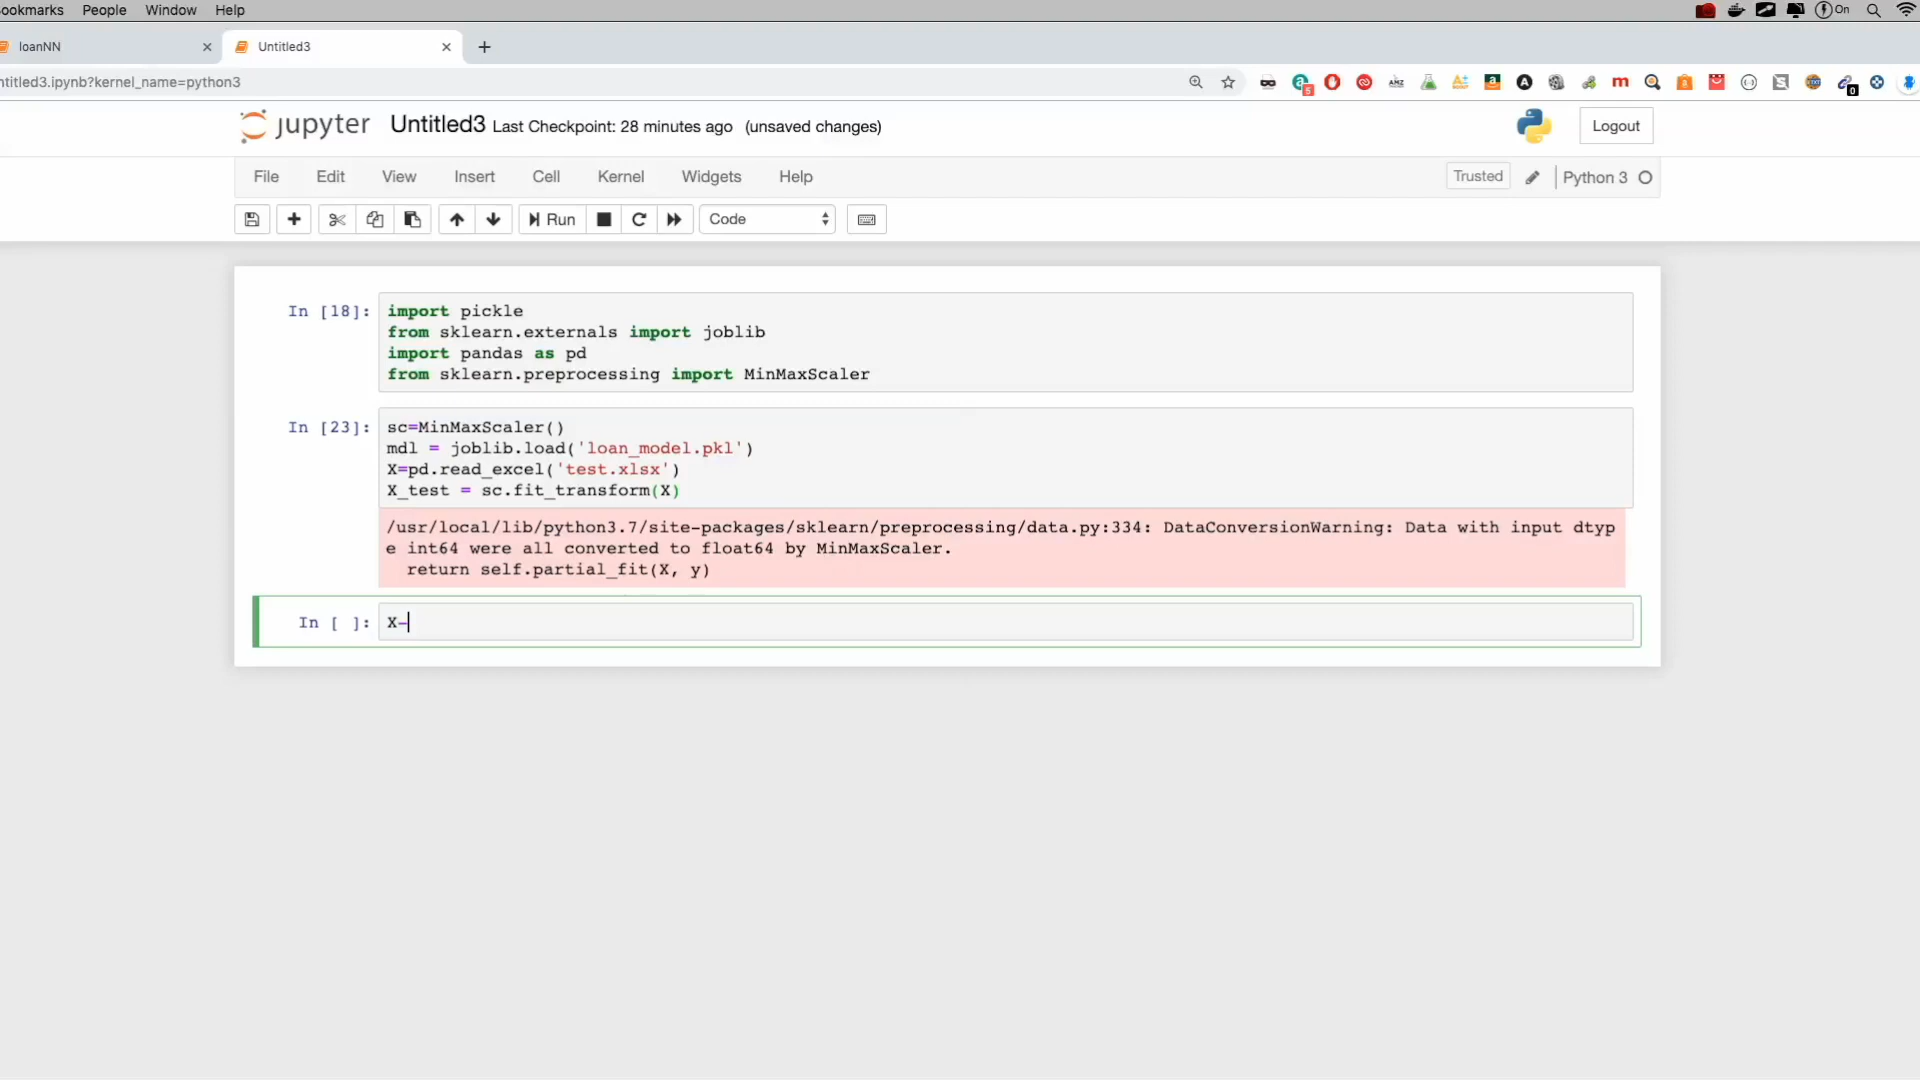 ookmarks People Window Help On
loanNN × Untitled3 × +
ntitled3.ipynb?kernel_name=python3
jupyter Untitled3 Last Checkpoint: 28 minutes ago (unsaved changes) Logout
File Edit View Insert Cell Kernel Widgets Help Trusted Python 3
Run Code
In [18]: import pickle
from sklearn.externals import joblib
import pandas as pd
from sklearn.preprocessing import MinMaxScaler
In [23]: sc=MinMaxScaler()
mdl = joblib.load('loan_model.pkl')
X=pd.read_excel('test.xlsx')
X_test = sc.fit_transform(X)
/usr/local/lib/python3.7/site-packages/sklearn/preprocessing/data.py:334: DataConversionWarning: Data with input dtyp
e int64 were all converted to float64 by MinMaxScaler.
return self.partial_fit(X, y)
In [ ]: X-